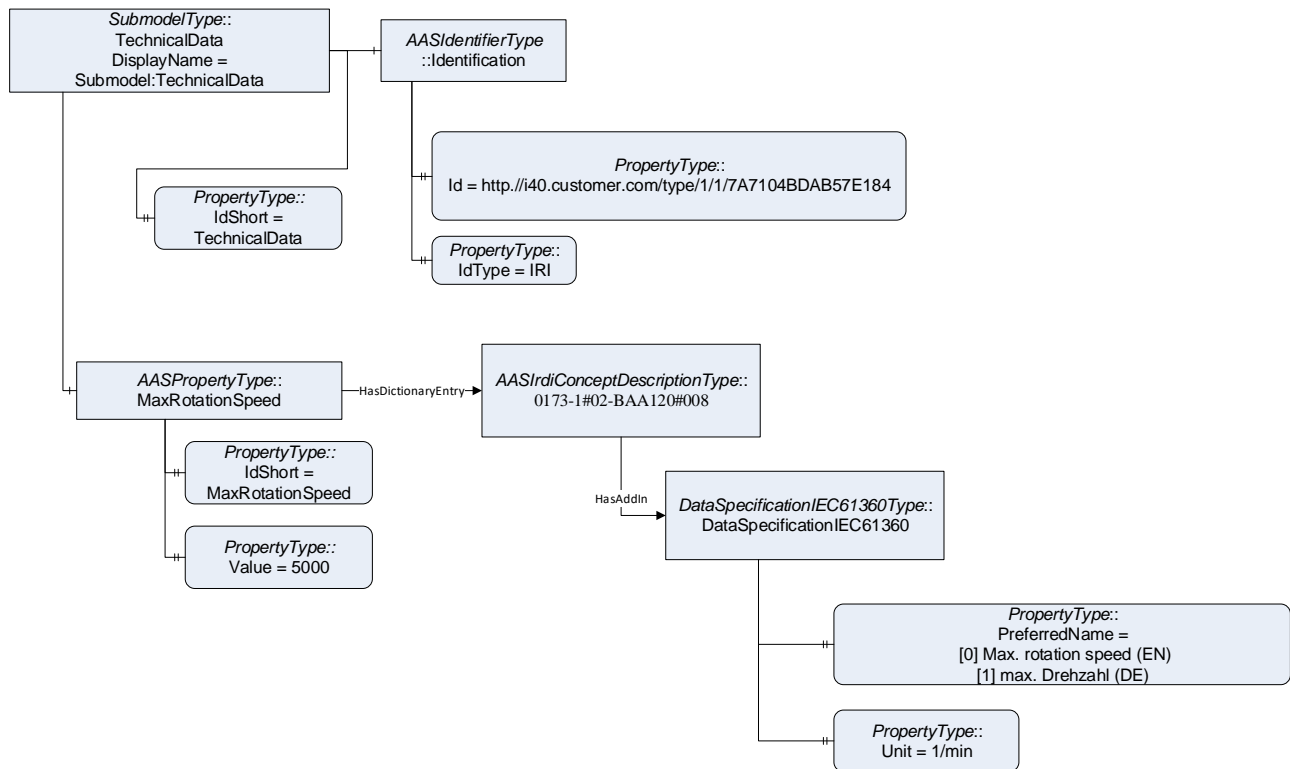 SubmodelType::
TechnicalData
DisplayName =
Submodel:TechnicalData
AASIdentifierType
::Identification
PropertyType::
Id = http://i40.customer.com/type/1/1/7A7104BDAB57E184
PropertyType::
IdShort =
TechnicalData
PropertyType::
IdType = IRI
AASPropertyType::
MaxRotationSpeed
HasDictionaryEntry
AASIrdiConceptDescriptionType::
0173-1#02-BAA120#008
PropertyType::
IdShort =
MaxRotationSpeed
HasAddIn
DataSpecificationIEC61360Type::
DataSpecificationIEC61360
PropertyType::
Value = 5000
PropertyType::
PreferredName =
[0] Max. rotation speed (EN)
[1] max. Drehzahl (DE)
PropertyType::
Unit = 1/min